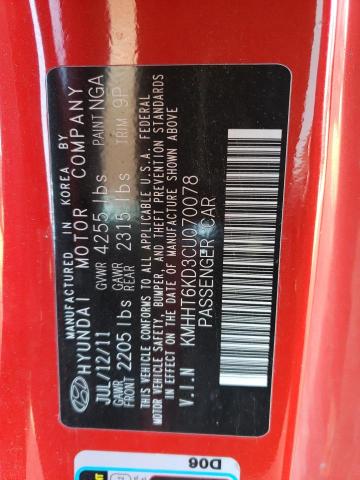 MANUFACTURED IN KOREA BY
HYUNDAI MOTOR COMPANY
JUL/12/11 GVWR 4255 lbs PAINT NGA
GAWR FRONT 2205 lbs GAWR REAR 2315 lbs TRIM 9P
THIS VEHICLE CONFORMS TO ALL APPLICABLE U.S.A. FEDERAL
MOTOR VEHICLE SAFETY, BUMPER, AND THEFT PREVENTION
STANDARDS IN EFFECT ON THE DATE OF MANUFACTURE SHOWN ABOVE
V.I.N KMHHT6KD3CU070078
PASSENGER CAR
D06